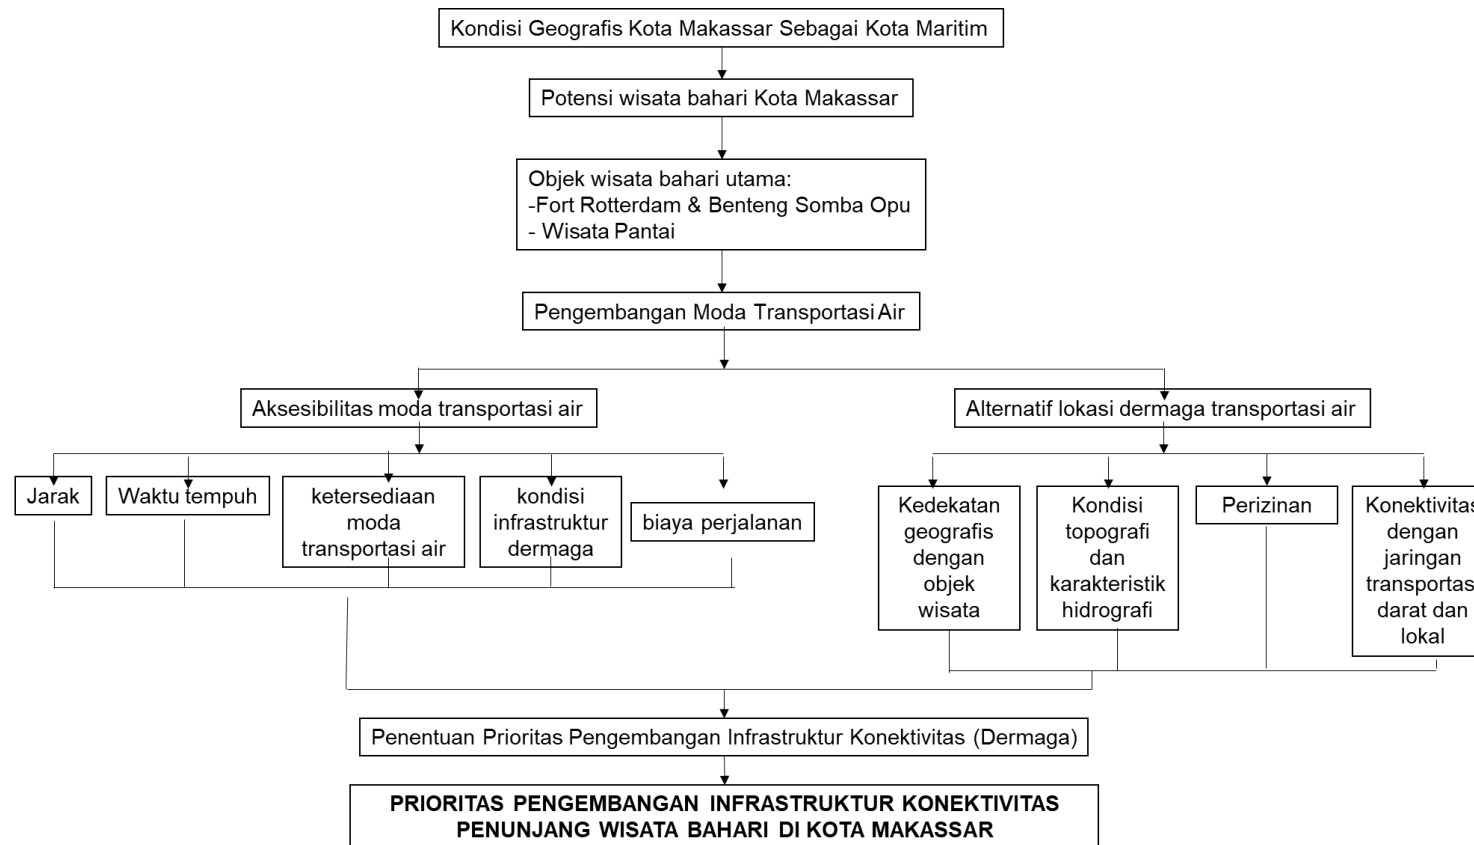 Kondisi Geografis Kota Makassar Sebagai Kota Maritim
Potensi wisata bahari Kota Makassar
Objek wisata bahari utama:
-Fort Rotterdam & Benteng Somba Opu
- Wisata Pantai
Pengembangan Moda Transportasi Air
Aksesibilitas moda transportasi air
Alternatif lokasi dermaga transportasi air
Jarak
Waktu tempuh
ketersediaan
moda
transportasi air
kondisi
infrastruktur
dermaga
biaya perjalanan
Kedekatan
geografis
dengan
objek
wisata
Kondisi
topografi
dan
karakteristik
hidrografi
Perizinan
Konektivitas
dengan
jaringan
transportasi
darat dan
lokal
Penentuan Prioritas Pengembangan Infrastruktur Konektivitas (Dermaga)
PRIORITAS PENGEMBANGAN INFRASTRUKTUR KONEKTIVITAS
PENUNJANG WISATA BAHARI DI KOTA MAKASSAR